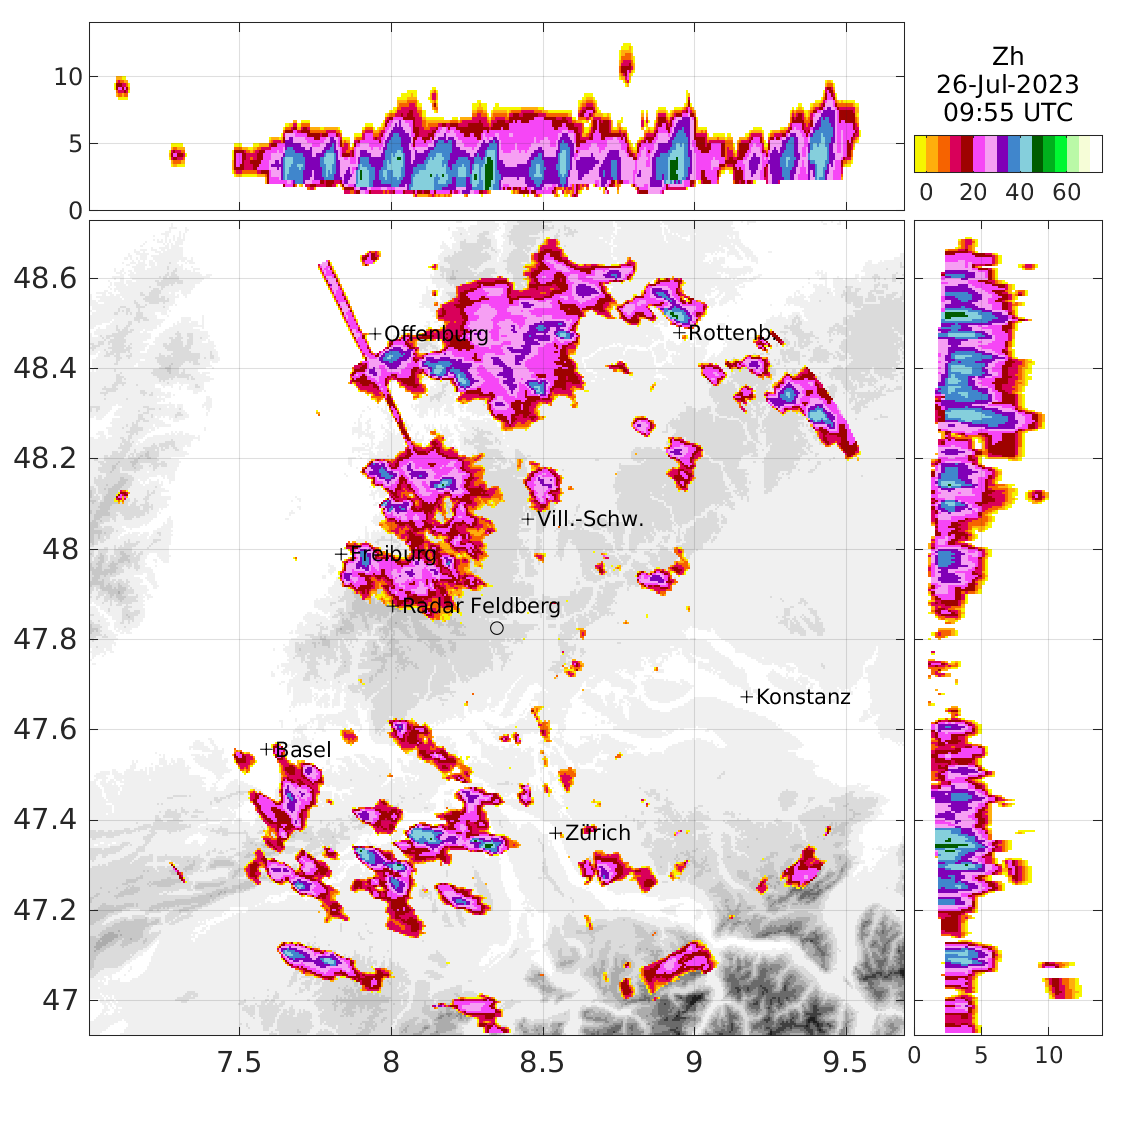 10
5
0
Zh
26-Jul-2023
09:55 UTC
0 20 40 60
48.6
48.4
48.2
48
47.8
47.6
47.4
47.2
47
+Offenburg
+Rottenb.
+Vill.-Schw.
+Freiburg
+Radar Feldberg
+Konstanz
+Basel
+Zürich
7.5 8 8.5 9 9.5
0 5 10